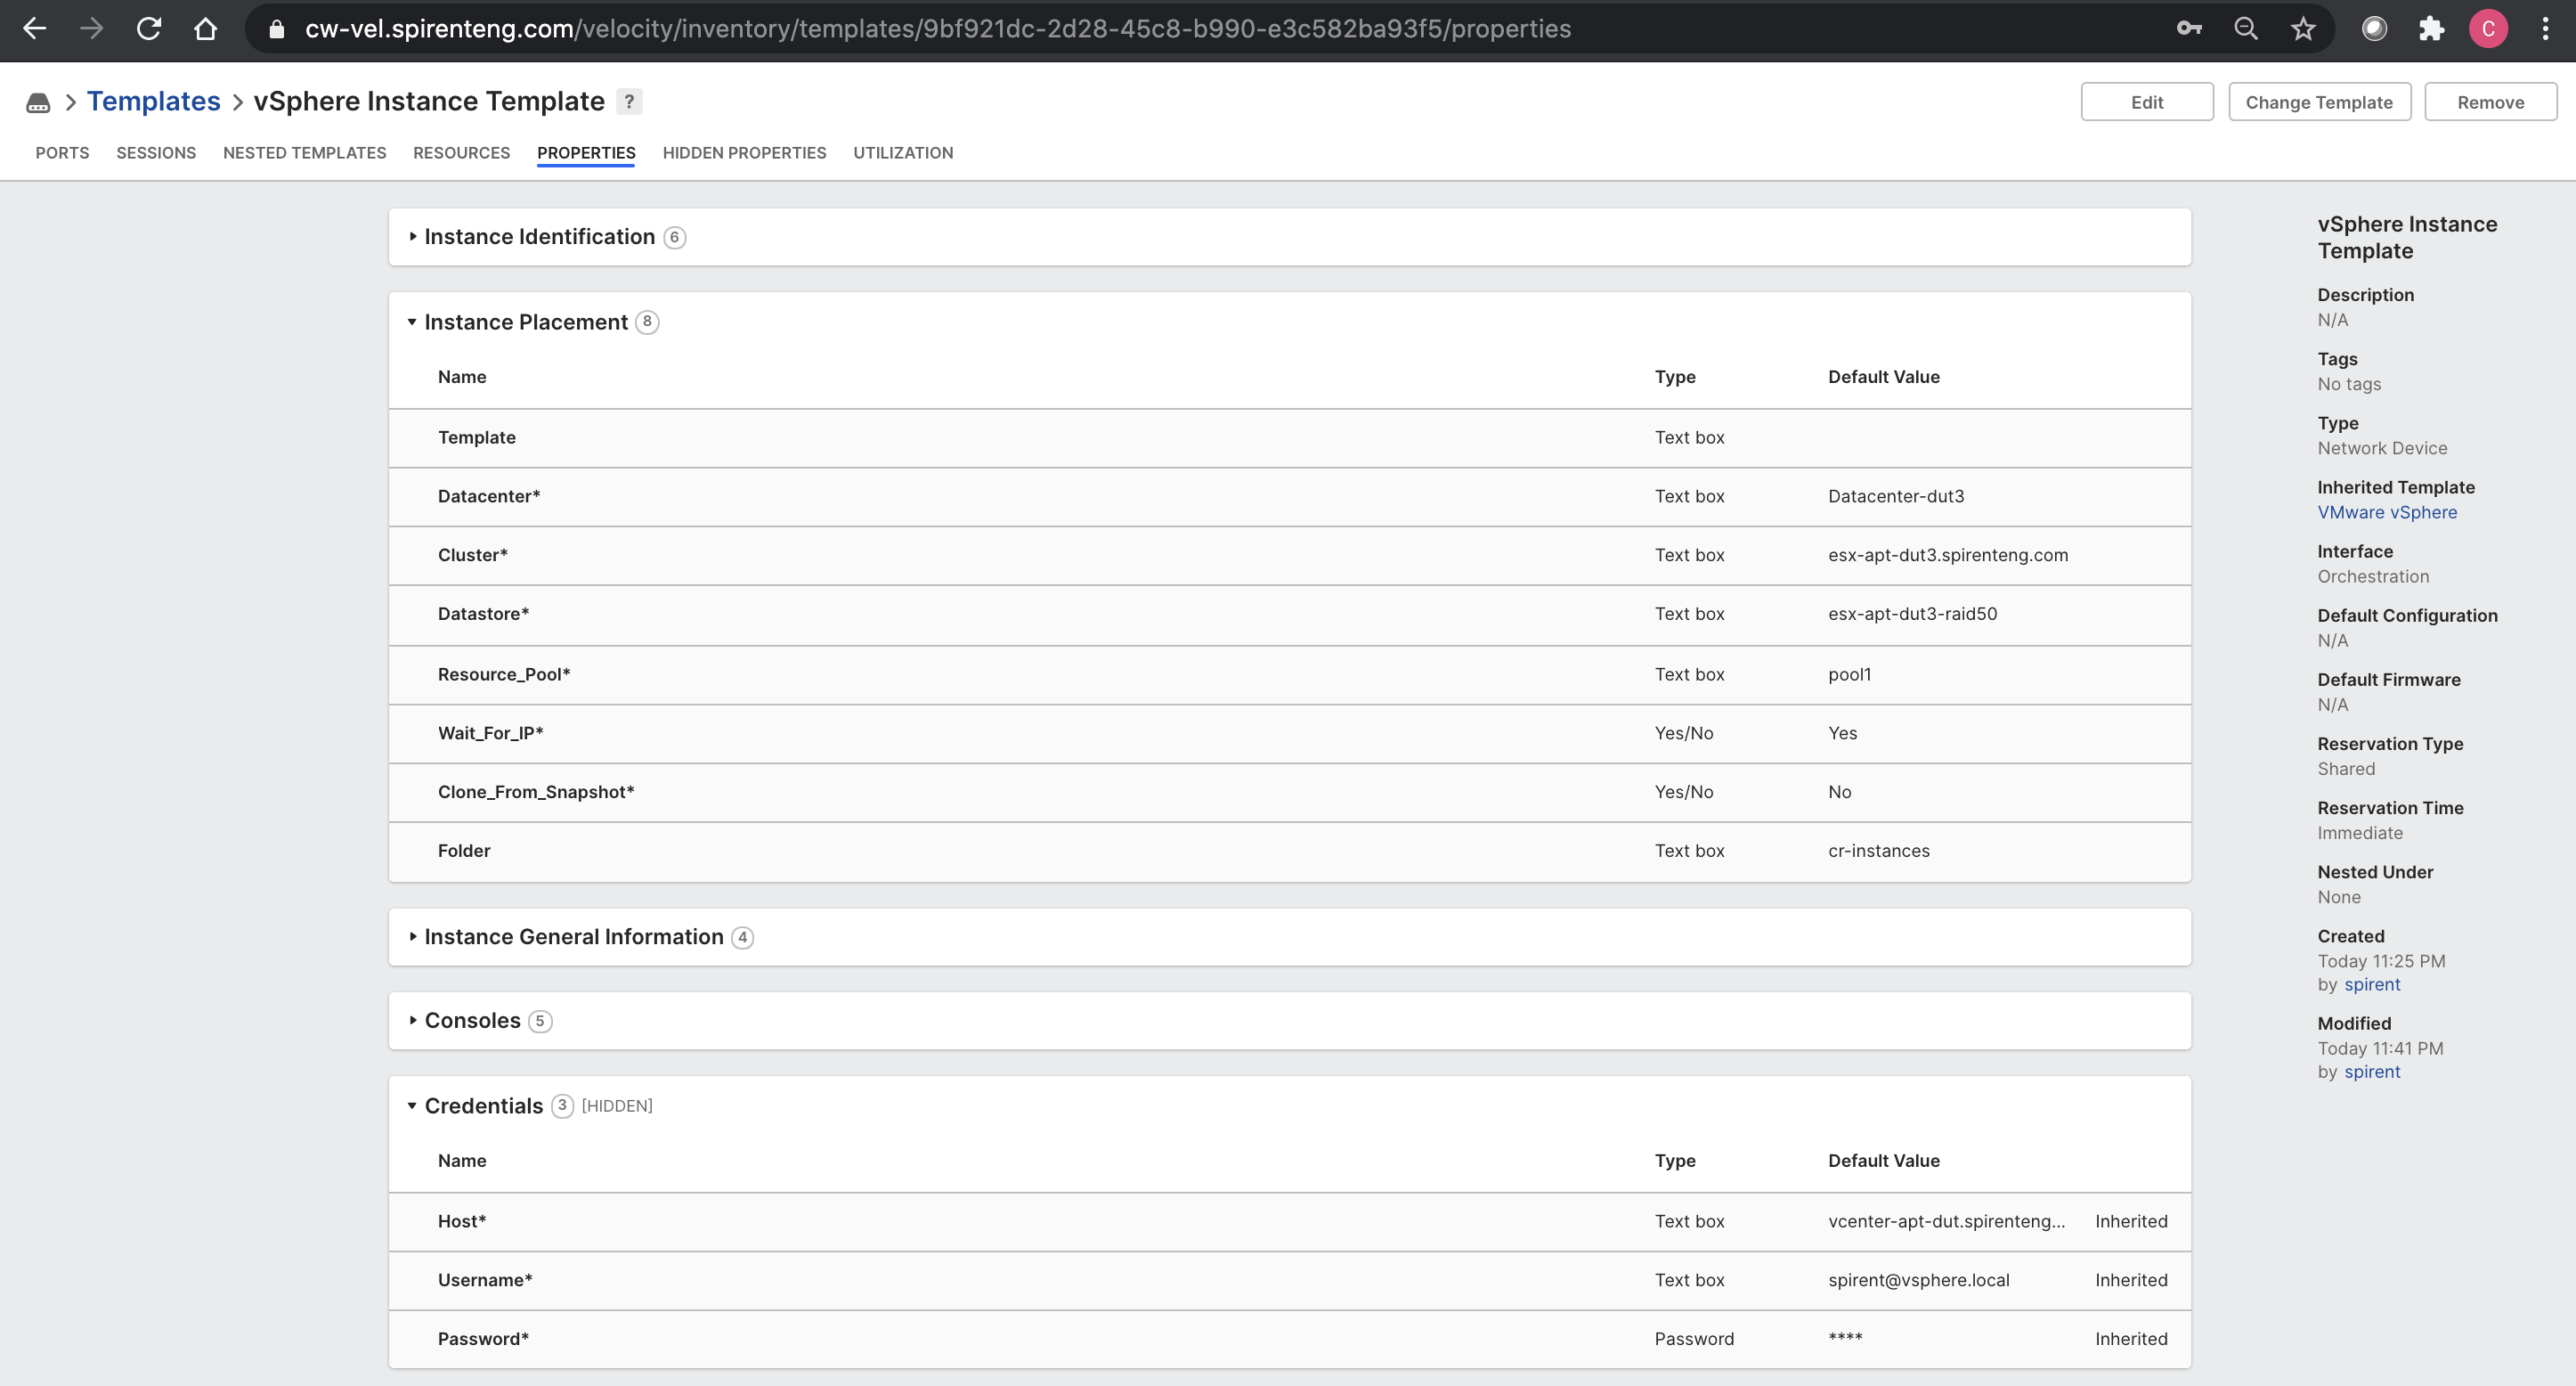 cw-vel.spirenteng.com/velocity/inventory/templates/9bf921dc-2d28-45c8-b990-e3c582ba93f5/properties
C
Templates vSphere Instance Template ?
Edit Change Template Remove
PORTS SESSIONS NESTED TEMPLATES RESOURCES PROPERTIES HIDDEN PROPERTIES UTILIZATION
Instance Identification 6
Instance Placement 8
Name Type Default Value
Template Text box
Datacenter* Text box Datacenter-dut3
Cluster* Text box esx-apt-dut3.spirenteng.com
Datastore* Text box esx-apt-dut3-raid50
Resource_Pool* Text box pool1
Wait_For_IP* Yes/No Yes
Clone_From_Snapshot* Yes/No No
Folder Text box cr-instances
Instance General Information 4
Consoles 5
Credentials 3 [HIDDEN]
Name Type Default Value
Host* Text box vcenter-apt-dut.spirenteng... Inherited
Username* Text box spirent@vsphere.local Inherited
Password* Password **** Inherited
vSphere Instance
Template
Description
N/A
Tags
No tags
Type
Network Device
Inherited Template
VMware vSphere
Interface
Orchestration
Default Configuration
N/A
Default Firmware
N/A
Reservation Type
Shared
Reservation Time
Immediate
Nested Under
None
Created
Today 11:25 PM
by spirent
Modified
Today 11:41 PM
by spirent